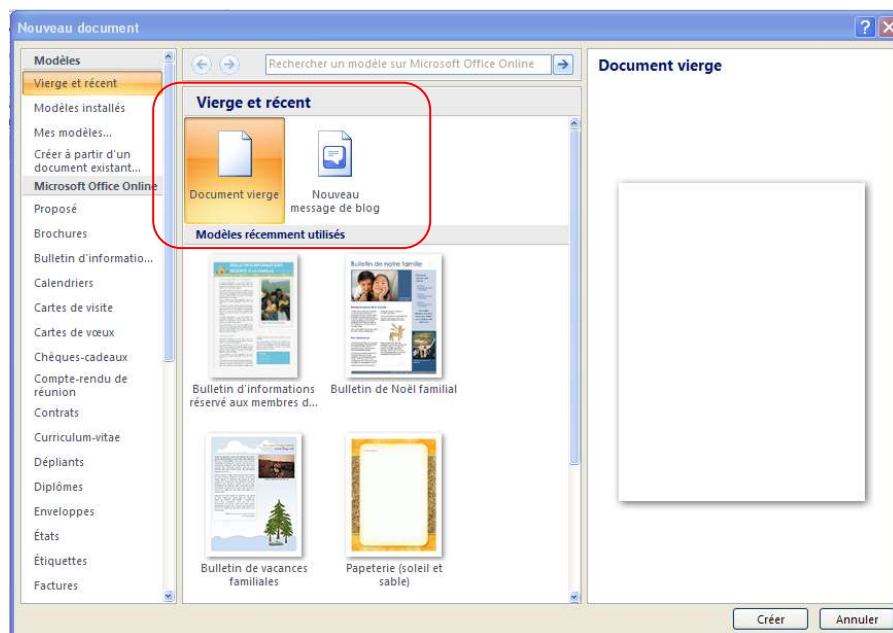 Nouveau document
Modèles
Vierge et récent
Modèles installés
Mes modèles...
Créer à partir d'un
document existant...
Microsoft Office Online
Proposé
Brochures
Bulletin d'informatio...
Calendriers
Cartes de visite
Cartes de vœux
Chèques-cadeaux
Compte-rendu de
réunion
Contrats
Curriculum-vitae
Dépliants
Diplômes
Enveloppes
États
Étiquettes
Factures
Rechercher un modèle sur Microsoft Office Online
Vierge et récent
Document vierge
Nouveau
message de blog
Modèles récemment utilisés
Bulletin de notre famille
Bulletin d'informations
réservé aux membres d...
Bulletin de Noël familial
Bulletin de vacances
familiales
Papeterie (soleil et
sable)
Document vierge
Créer
Annuler